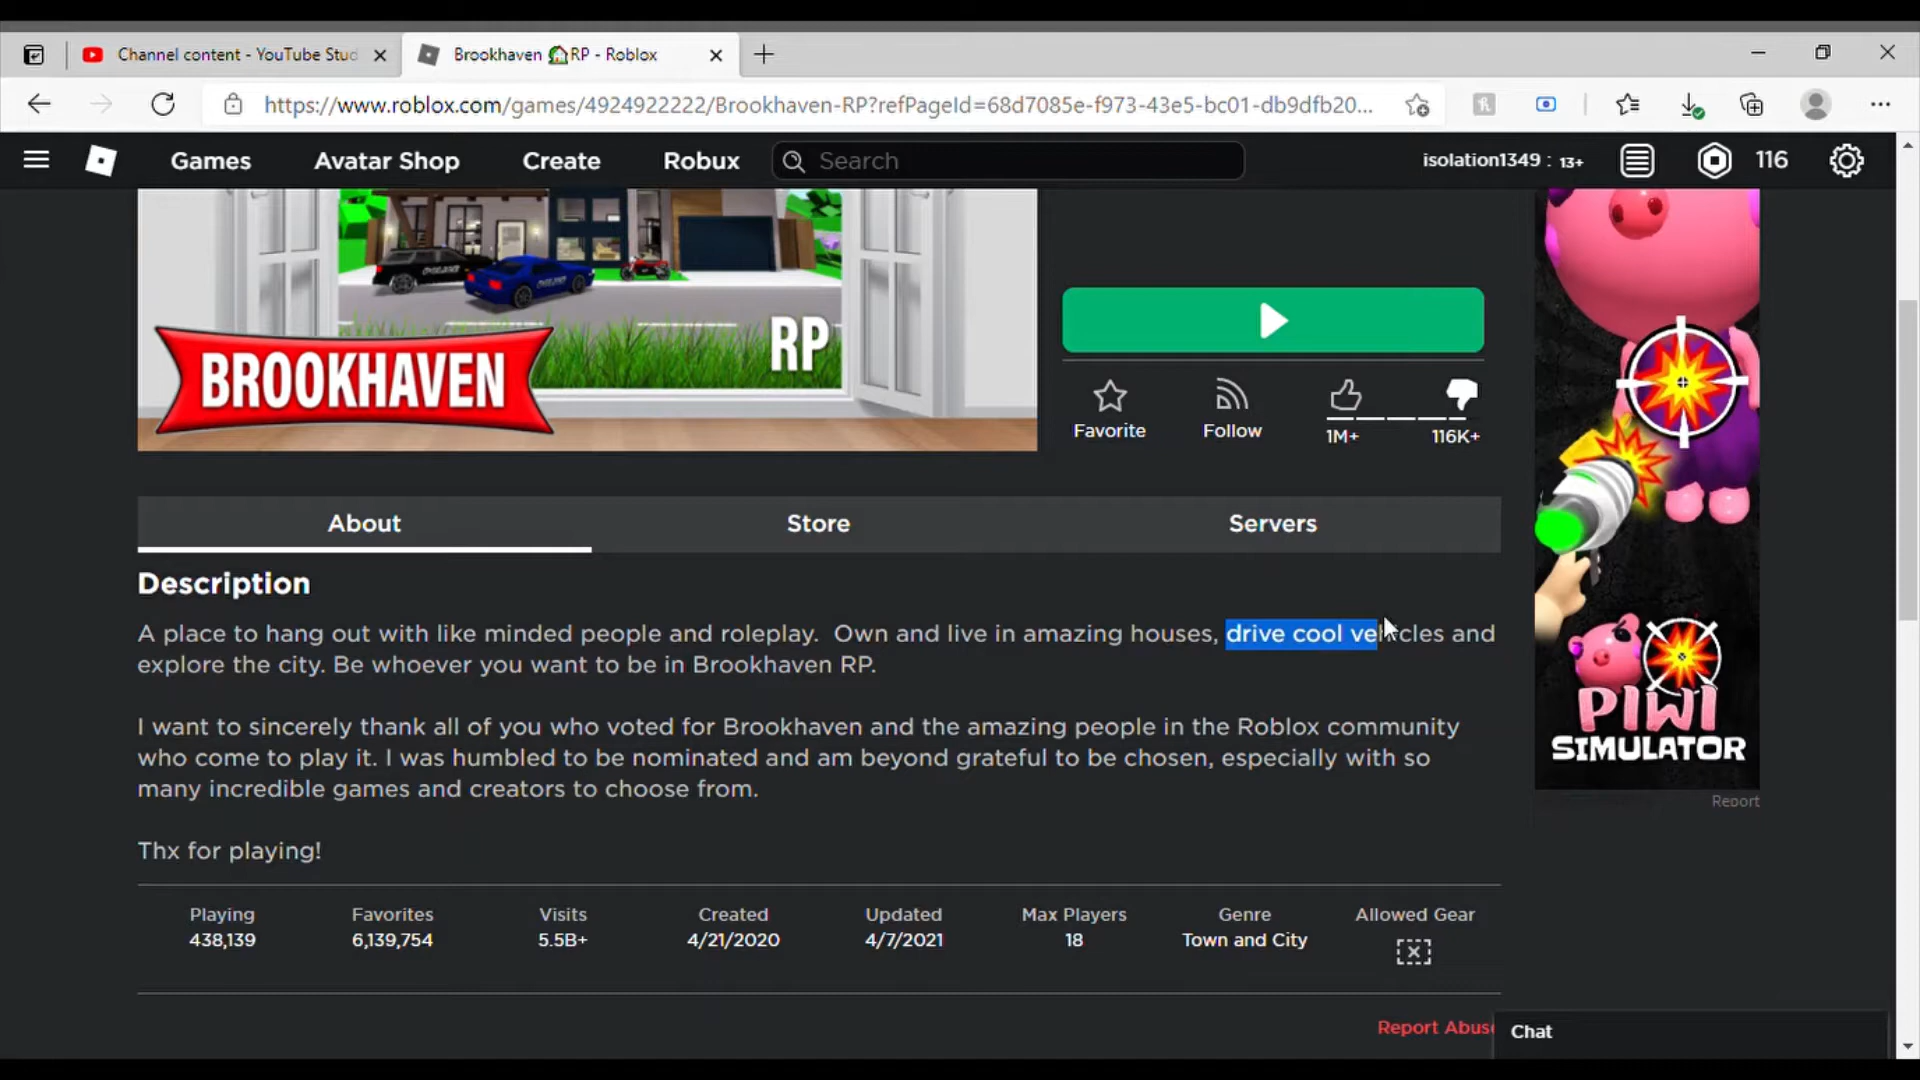 Channel content - YouTube Stud
Brookhaven 🏡RP - Roblox
https://www.roblox.com/games/4924922222/Brookhaven-RP?refPageId=68d7085e-f973-43e5-bc01-db9dfb20...
Games
Avatar Shop
Create
Robux
Search
isolation1349 : 13+
116
BROOKHAVEN
RP
Favorite
Follow
1M+
116K+
About
Store
Servers
Description
A place to hang out with like minded people and roleplay.  Own and live in amazing houses, drive cool vehicles and
explore the city. Be whoever you want to be in Brookhaven RP.
I want to sincerely thank all of you who voted for Brookhaven and the amazing people in the Roblox community
who come to play it. I was humbled to be nominated and am beyond grateful to be chosen, especially with so
many incredible games and creators to choose from.
Thx for playing!
Playing
438,139
Favorites
6,139,754
Visits
5.5B+
Created
4/21/2020
Updated
4/7/2021
Max Players
18
Genre
Town and City
Allowed Gear
PIWI
SIMULATOR
Report
Report Abuse
Chat